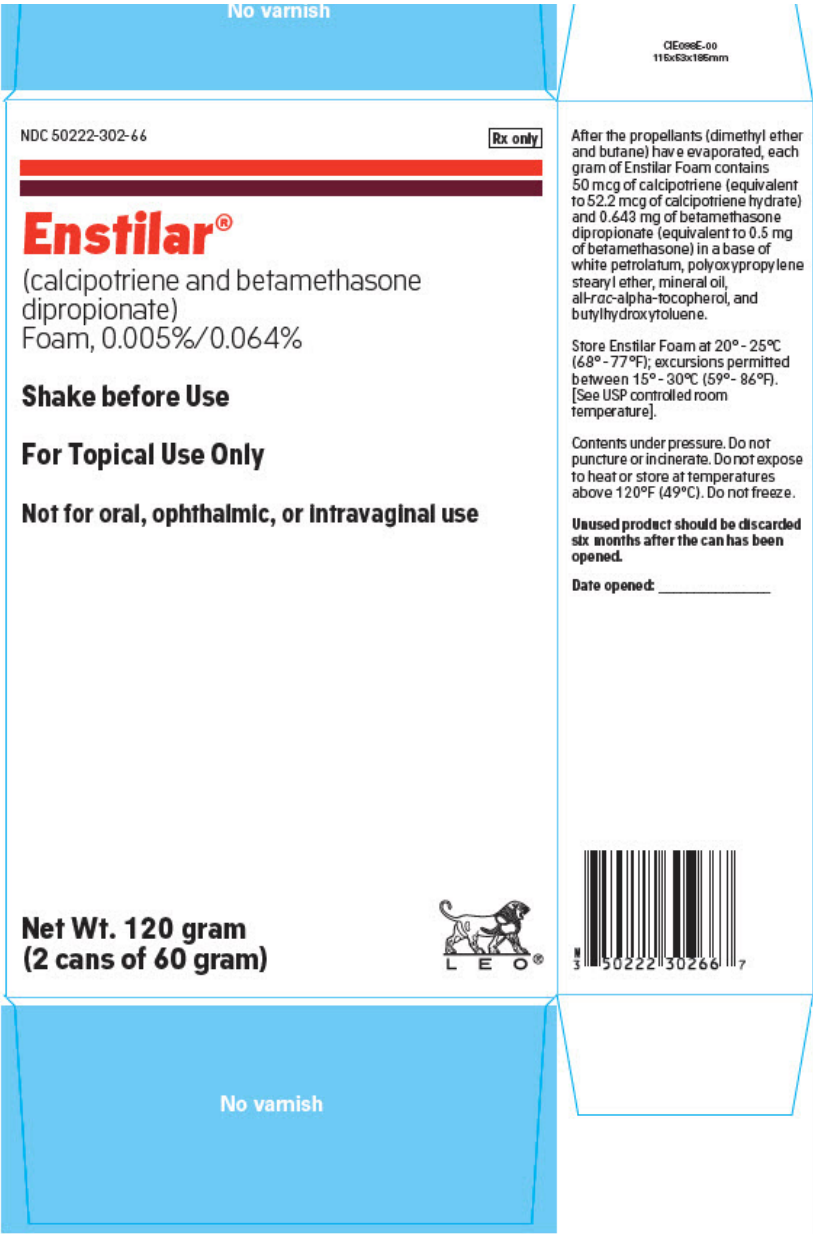 No varnish
CIE098E-00
115x53x185mm
NDC 50222-302-66
Rx only
Enstilar®
(calcipotriene and betamethasone
dipropionate)
Foam, 0.005%/0.064%
Shake before Use
For Topical Use Only
Not for oral, ophthalmic, or intravaginal use
Net Wt. 120 gram
(2 cans of 60 gram)
LEO®
After the propellants (dimethyl ether
and butane) have evaporated, each
gram of Enstilar Foam contains
50 mcg of calcipotriene (equivalent
to 52.2 mcg of calcipotriene hydrate)
and 0.643 mg of betamethasone
dipropionate (equivalent to 0.5 mg
of betamethasone) in a base of
white petrolatum, polyoxypropylene
stearyl ether, mineral oil,
all-rac-alpha-tocopherol, and
butylhydroxytoluene.
Store Enstilar Foam at 20° - 25°C
(68° - 77°F); excursions permitted
between 15° - 30°C (59° - 86°F).
[See USP controlled room
temperature].
Contents under pressure. Do not
puncture or incinerate. Do not expose
to heat or store at temperatures
above 120°F (49°C). Do not freeze.
Unused product should be discarded
six months after the can has been
opened.
Date opened: ________________
N
3 50222 30266 7
No varnish